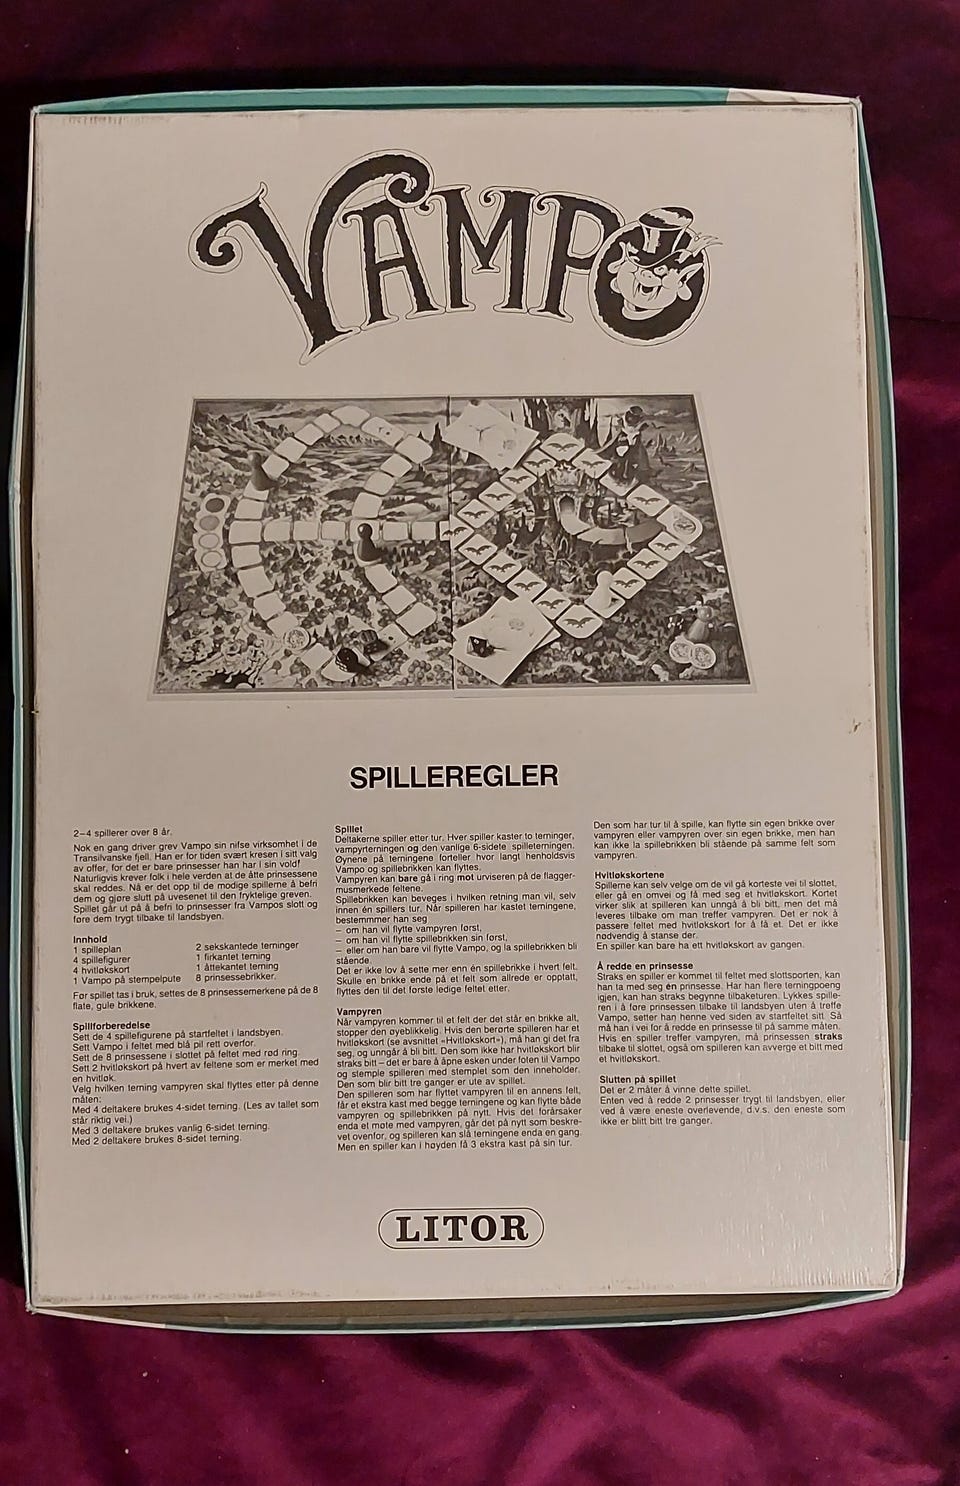 VAMPO
SPILLEREGLER
2–4 spillerer over 8 år.
Nok en gang driver grev Vampo sin nifse virksomhet i de
Transilvanske fjell. Han er for tiden svært kresen i sitt valg
av offer, for det er bare prinsesser han har i sin vold!
Naturligvis krever folk i hele verden at de åtte prinsessene
skal reddes. Nå er det opp til de modige spillerne å befri
dem og gjøre slutt på uvesenet til den fryktelige greven.
Spillet går ut på å befri to prinsesser fra Vampos slott og
føre dem trygt tilbake til landsbyen.
Innhold
1 spilleplan
4 spillefigurer
4 hvitløkskort
1 Vampo på stempelpute
2 sekskantede terninger
1 firkantet terning
1 åttekantet terning
8 prinsessebrikker.
Før spillet tas i bruk, settes de 8 prinsessemerkene på de 8
flate, gule brikkene.
Spillforberedelse
Sett de 4 spillefigurene på startfeltet i landsbyen.
Sett Vampo i feltet med blå pil rett overfor.
Sett de 8 prinsessene i slottet på feltet med rød ring.
Sett 2 hvitløkskort på hvert av feltene som er merket med
en hvitløk.
Velg hvilken terning vampyren skal flyttes etter på denne
måten:
Med 4 deltakere brukes 4-sidet terning. (Les av tallet som
står riktig vei.)
Med 3 deltakere brukes vanlig 6-sidet terning.
Med 2 deltakere brukes 8-sidet terning.
Spillet
Deltakerne spiller etter tur. Hver spiller kaster to terninger,
vampyrterningen og den vanlige 6-sidete spilleterningen.
Øynene på terningene forteller hvor langt henholdsvis
Vampo og spillebrikken kan flyttes.
Vampyren kan bare gå i ring mot urviseren på de flagger-
musmerkede feltene.
Spillebrikken kan beveges i hvilken retning man vil, selv
innen én spillers tur. Når spilleren har kastet terningene,
bestemmmer han seg
– om han vil flytte vampyren først,
– om han vil flytte spillebrikken sin først,
– eller om han bare vil flytte Vampo, og la spillebrikken bli
stående.
Det er ikke lov å sette mer enn én spillebrikke i hvert felt.
Skulle en brikke ende på et felt som allrede er opptatt,
flyttes den til det første ledige feltet etter.
Vampyren
Når vampyren kommer til et felt der det står en brikke alt,
stopper den øyeblikkelig. Hvis den berørte spilleren har et
hvitløkskort (se avsnittet «Hvitløkskort»), må han gi det fra
seg, og unngår å bli bitt. Den som ikke har hvitløkskort blir
straks bitt – det er bare å åpne esken under foten til Vampo
og stemple spilleren med stemplet som den inneholder.
Den som blir bitt tre ganger er ute av spillet.
Den spilleren som har flyttet vampyren til en annens felt,
får et ekstra kast med begge terningene og kan flytte både
vampyren og spillebrikken på nytt. Hvis det forårsaker
enda et møte med vampyren, går det på nytt som beskre-
vet ovenfor, og spilleren kan slå terningene enda en gang.
Men en spiller kan i høyden få 3 ekstra kast på sin tur.
Den som har tur til å spille, kan flytte sin egen brikke over
vampyren eller vampyren over sin egen brikke, men han
kan ikke la spillebrikken bli stående på samme felt som
vampyren.
Hvitløkskortene
Spillerne kan selv velge om de vil gå korteste vei til slottet,
eller gå en omvei og få med seg et hvitløkskort. Kortet
virker slik at spilleren kan unngå å bli bitt, men det må
leveres tilbake om man treffer vampyren. Det er nok å
passere feltet med hvitløkskort for å få et. Det er ikke
nødvendig å stanse der.
En spiller kan bare ha et hvitløkskort av gangen.
Å redde en prinsesse
Straks en spiller er kommet til feltet med slottsporten, kan
han ta med seg én prinsesse. Har han flere terningpoeng
igjen, kan han straks begynne tilbaketuren. Lykkes spille-
ren i å føre prinsessen tilbake til landsbyen uten å treffe
Vampo, setter han henne ved siden av startfeltet sitt. Så
må han i vei for å redde en prinsesse til på samme måten.
Hvis en spiller treffer vampyren, må prinsessen straks
tilbake til slottet, også om spilleren kan avverge et bitt med
et hvitløkskort.
Slutten på spillet
Det er 2 måter å vinne dette spillet.
Enten ved å redde 2 prinsesser trygt til landsbyen, eller
ved å være eneste overlevende, d.v.s. den eneste som
ikke er blitt bitt tre ganger.
LITOR